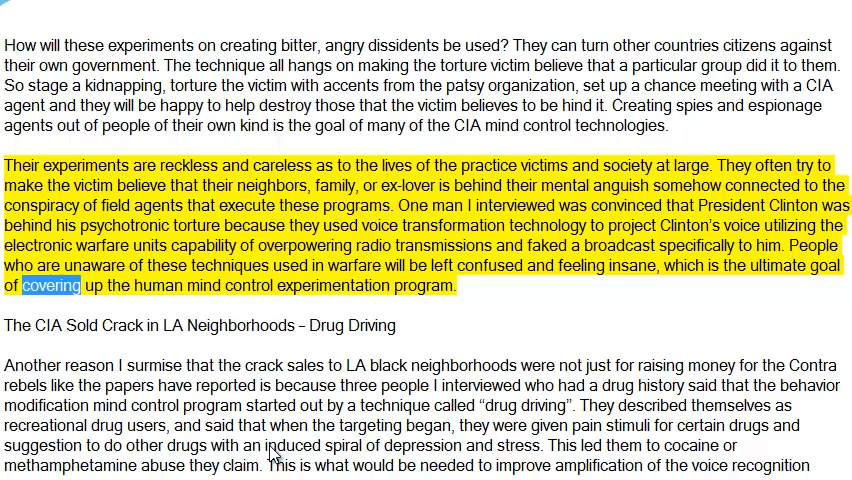 How will these experiments on creating bitter, angry dissidents be used? They can turn other countries citizens against
their own government. The technique all hangs on making the torture victim believe that a particular group did it to them.
So stage a kidnapping, torture the victim with accents from the patsy organization, set up a chance meeting with a CIA
agent and they will be happy to help destroy those that the victim believes to be hind it. Creating spies and espionage
agents out of people of their own kind is the goal of many of the CIA mind control technologies.
Their experiments are reckless and careless as to the lives of the practice victims and society at large. They often try to
make the victim believe that their neighbors, family, or ex-lover is behind their mental anguish somehow connected to the
conspiracy of field agents that execute these programs. One man I interviewed was convinced that President Clinton was
behind his psychotronic torture because they used voice transformation technology to project Clinton's voice utilizing the
electronic warfare units capability of overpowering radio transmissions and faked a broadcast specifically to him. People
who are unaware of these techniques used in warfare will be left confused and feeling insane, which is the ultimate goal
of covering up the human mind control experimentation program.
The CIA Sold Crack in LA Neighborhoods – Drug Driving
Another reason I surmise that the crack sales to LA black neighborhoods were not just for raising money for the Contra
rebels like the papers have reported is because three people I interviewed who had a drug history said that the behavior
modification mind control program started out by a technique called “drug driving”. They described themselves as
recreational drug users, and said that when the targeting began, they were given pain stimuli for certain drugs and
suggestion to do other drugs with an induced spiral of depression and stress. This led them to cocaine or
methamphetamine abuse they claim. This is what would be needed to improve amplification of the voice recognition